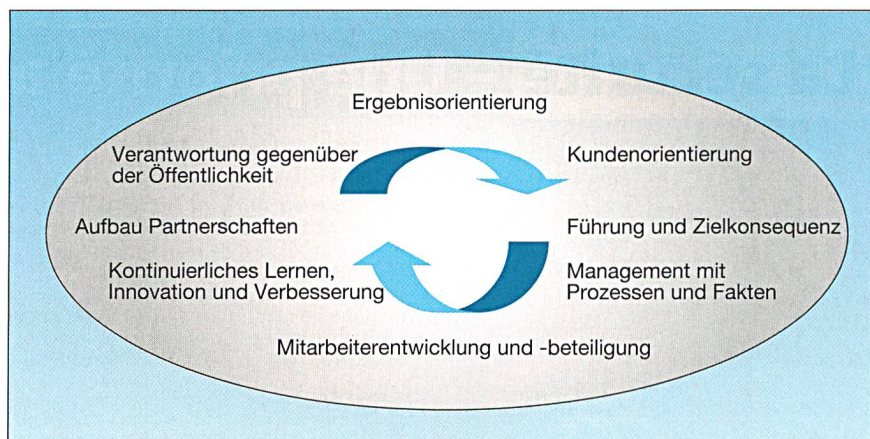 Ergebnisorientierung
Verantwortung gegenüber
der Öffentlichkeit
Kundenorientierung
Aufbau Partnerschaften
Führung und Zielkonsequenz
Kontinuierliches Lernen,
Innovation und Verbesserung
Management mit
Prozessen und Fakten
Mitarbeiterentwicklung und -beteiligung